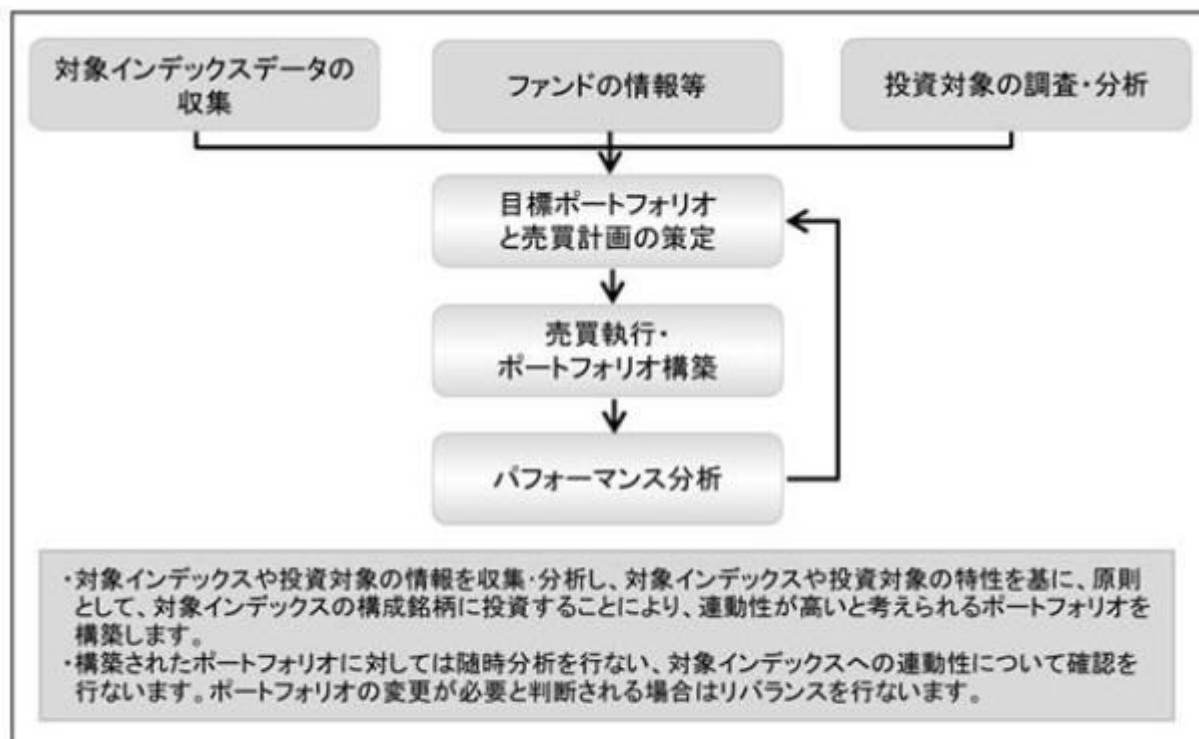 対象インデックスデータの
収集
ファンドの情報等
投資対象の調査・分析
目標ポートフォリオ
と売買計画の策定
売買執行・
ポートフォリオ構築
パフォーマンス分析
・対象インデックスや投資対象の情報を収集・分析し、対象インデックスや投資対象の特性を基に、原則
として、対象インデックスの構成銘柄に投資することにより、連動性が高いと考えられるポートフォリオを
構築します。
・構築されたポートフォリオに対しては随時分析を行ない、対象インデックスへの連動性について確認を
行ないます。ポートフォリオの変更が必要と判断される場合はリバランスを行ないます。